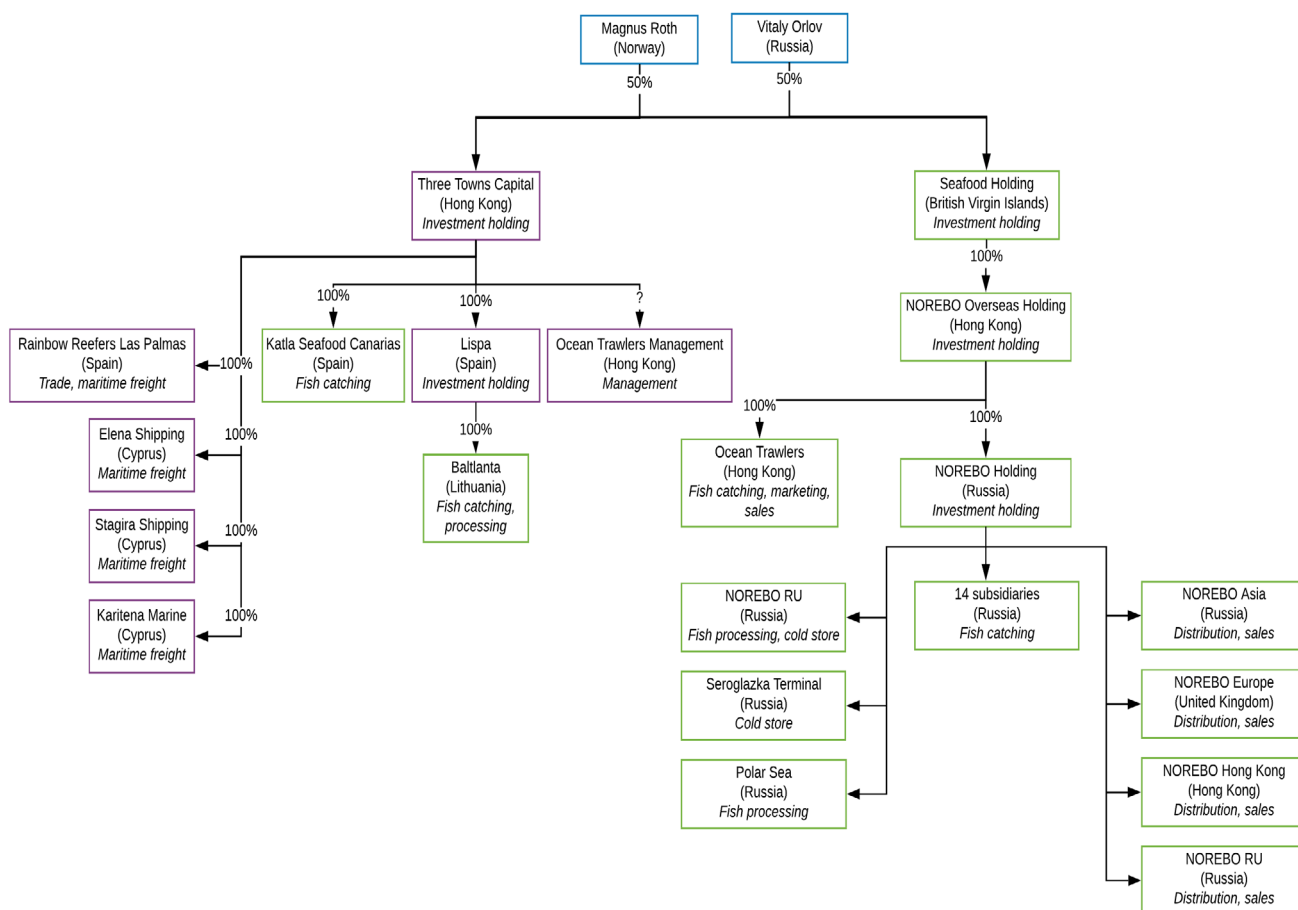 Magnus Roth
(Norway)
Vitaly Orlov
(Russia)
50%
50%
Three Towns Capital
(Hong Kong)
Investment holding
Seafood Holding
(British Virgin Islands)
Investment holding
100%
100%
100%
?
NOREBO Overseas Holding
(Hong Kong)
Investment holding
Rainbow Reefers Las Palmas
(Spain)
Trade, maritime freight
100%
Katla Seafood Canarias
(Spain)
Fish catching
Lispa
(Spain)
Investment holding
Ocean Trawlers Management
(Hong Kong)
Management
100%
100%
Elena Shipping
(Cyprus)
Maritime freight
100%
100%
Baltlanta
(Lithuania)
Fish catching,
processing
Ocean Trawlers
(Hong Kong)
Fish catching, marketing,
sales
NOREBO Holding
(Russia)
Investment holding
Stagira Shipping
(Cyprus)
Maritime freight
100%
Karitena Marine
(Cyprus)
Maritime freight
100%
NOREBO RU
(Russia)
Fish processing, cold store
14 subsidiaries
(Russia)
Fish catching
NOREBO Asia
(Russia)
Distribution, sales
Seroglazka Terminal
(Russia)
Cold store
NOREBO Europe
(United Kingdom)
Distribution, sales
Polar Sea
(Russia)
Fish processing
NOREBO Hong Kong
(Hong Kong)
Distribution, sales
NOREBO RU
(Russia)
Distribution, sales